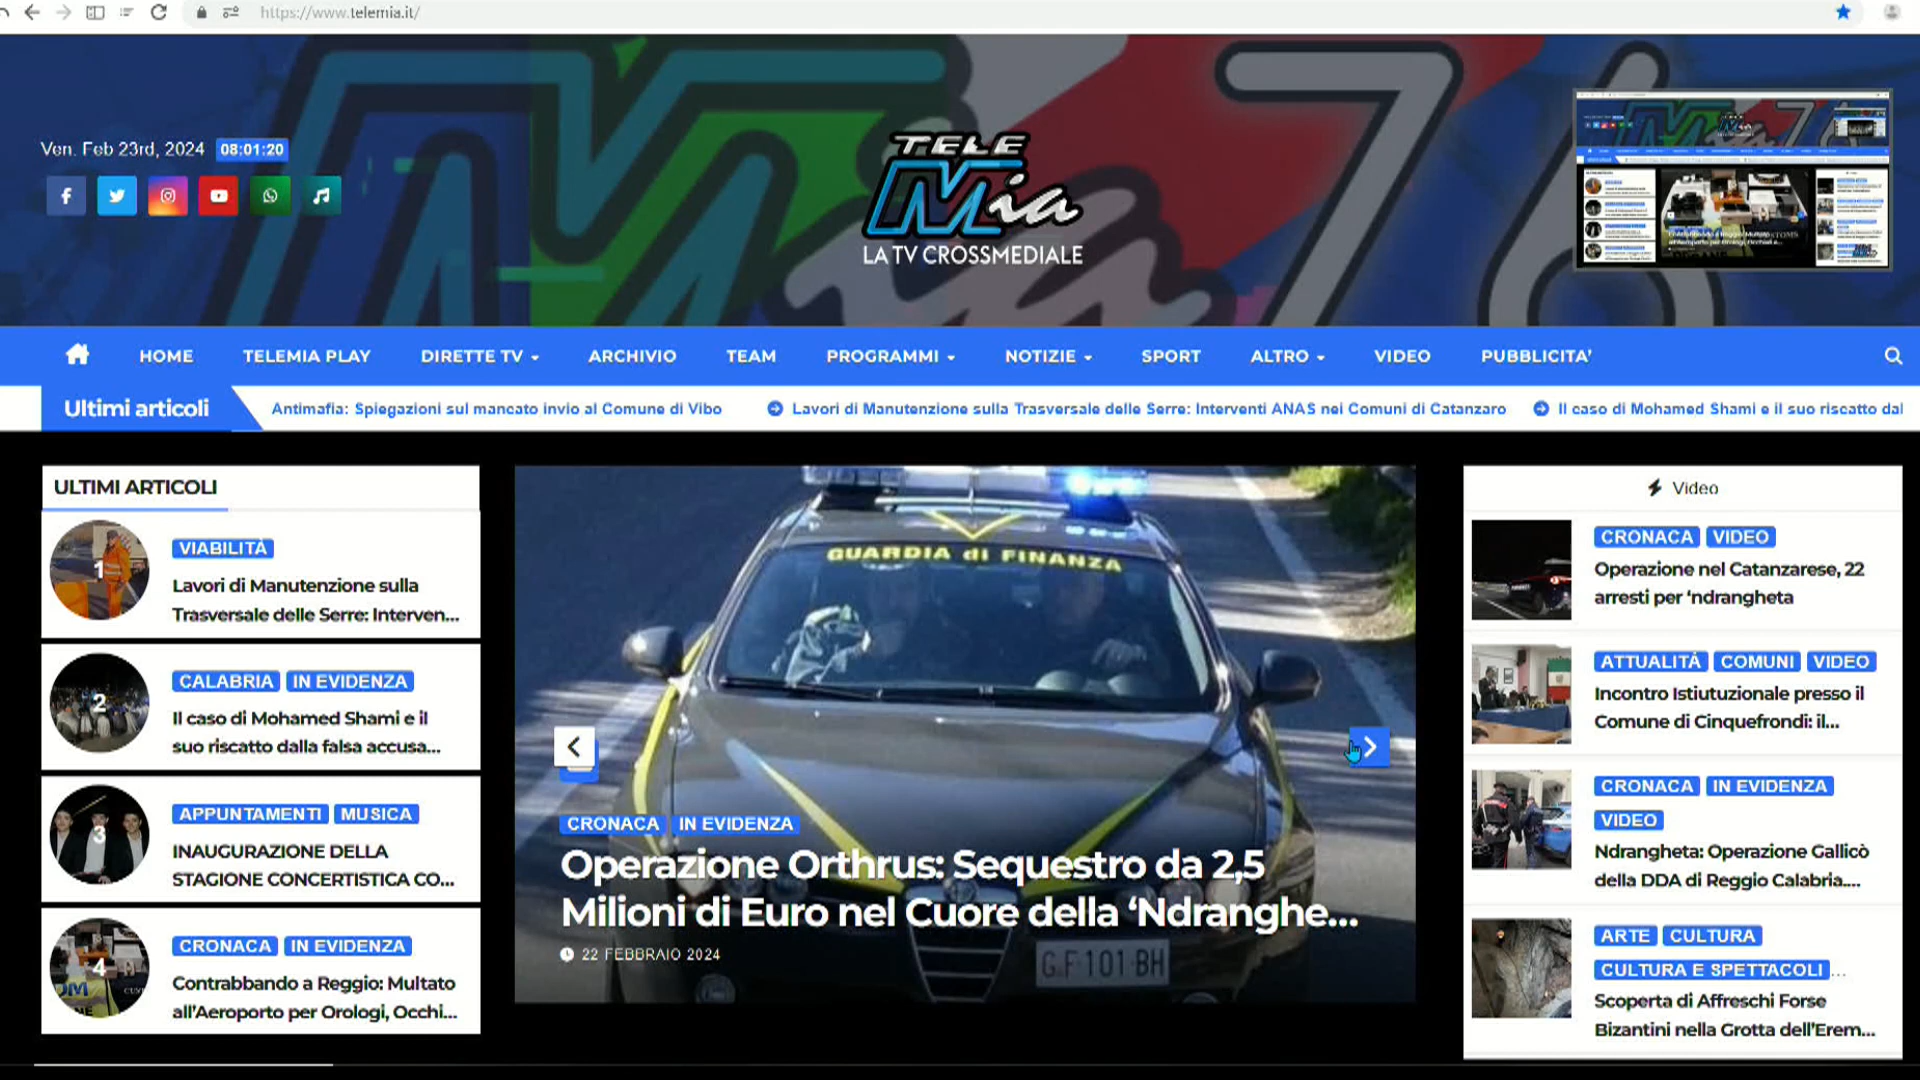 https://www.telemia.it/
Ven. Feb 23rd, 2024 08:01:20
TELE
Mia
LA TV CROSSMEDIALE
76
HOME TELEMIA PLAY DIRETTE TV ARCHIVIO TEAM PROGRAMMI NOTIZIE SPORT ALTRO VIDEO PUBBLICITA'
Ultimi articoli
Antimafia: Spiegazioni sul mancato invio al Comune di Vibo
Lavori di Manutenzione sulla Trasversale delle Serre: Interventi ANAS nei Comuni di Catanzaro
Il caso di Mohamed Shami e il suo riscatto dal
ULTIMI ARTICOLI
1
VIABILITÀ
Lavori di Manutenzione sulla
Trasversale delle Serre: Interven...
2
CALABRIA IN EVIDENZA
Il caso di Mohamed Shami e il
suo riscatto dalla falsa accusa...
3
APPUNTAMENTI MUSICA
INAUGURAZIONE DELLA
STAGIONE CONCERTISTICA CO...
4
CRONACA IN EVIDENZA
Contrabbando a Reggio: Multato
all'Aeroporto per Orologi, Occhi...
GUARDIA di FINANZA
CRONACA IN EVIDENZA
Operazione Orthrus: Sequestro da 2,5
Milioni di Euro nel Cuore della ‘Ndranghe...
22 FEBBRAIO 2024
G.F 101 BH
Video
CRONACA VIDEO
Operazione nel Catanzarese, 22
arresti per ‘ndrangheta
ATTUALITÀ COMUNI VIDEO
Incontro Istiutuzionale presso il
Comune di Cinquefrondi: il...
CRONACA IN EVIDENZA
VIDEO
Ndrangheta: Operazione Gallicò
della DDA di Reggio Calabria....
ARTE CULTURA
CULTURA E SPETTACOLI ...
Scoperta di Affreschi Forse
Bizantini nella Grotta dell'Erem...